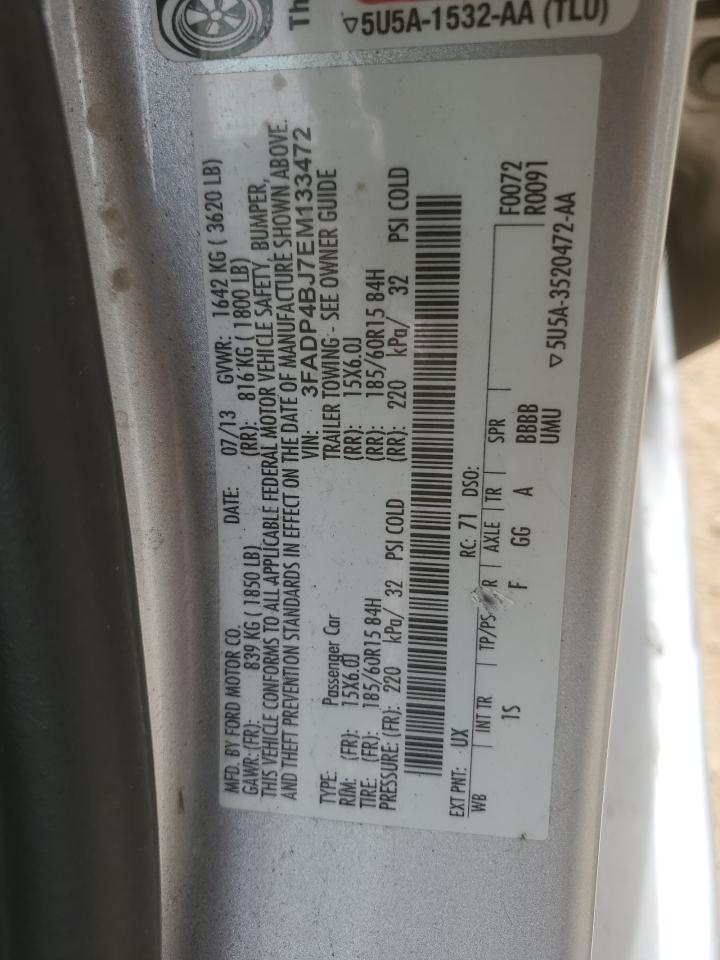 Th
▽5U5A-1532-AA (TLU)
MFD. BY FORD MOTOR CO. DATE: 07/13 GVWR: 1642 KG ( 3620 LB)
GAWR: (FR): 839 KG ( 1850 LB) (RR): 816 KG ( 1800 LB)
THIS VEHICLE CONFORMS TO ALL APPLICABLE FEDERAL MOTOR VEHICLE SAFETY, BUMPER,
AND THEFT PREVENTION STANDARDS IN EFFECT ON THE DATE OF MANUFACTURE SHOWN ABOVE.
VIN: 3FADP4BJ7EM133472
TYPE: Passenger Car TRAILER TOWING - SEE OWNER GUIDE
RIM: (FR): 15X6.0J (RR): 15X6.0J
TIRE: (FR): 185/60R15 84H (RR): 185/60R15 84H
PRESSURE: (FR): 220 kPa/ 32 PSI COLD (RR): 220 kPa/ 32 PSI COLD
EXT PNT: UX RC: 71 DSO: F0072
WB INT TR TP/PS R AXLE TR SPR R0091
1S F GG A BBBB
UMU
▽5U5A-3520472-AA